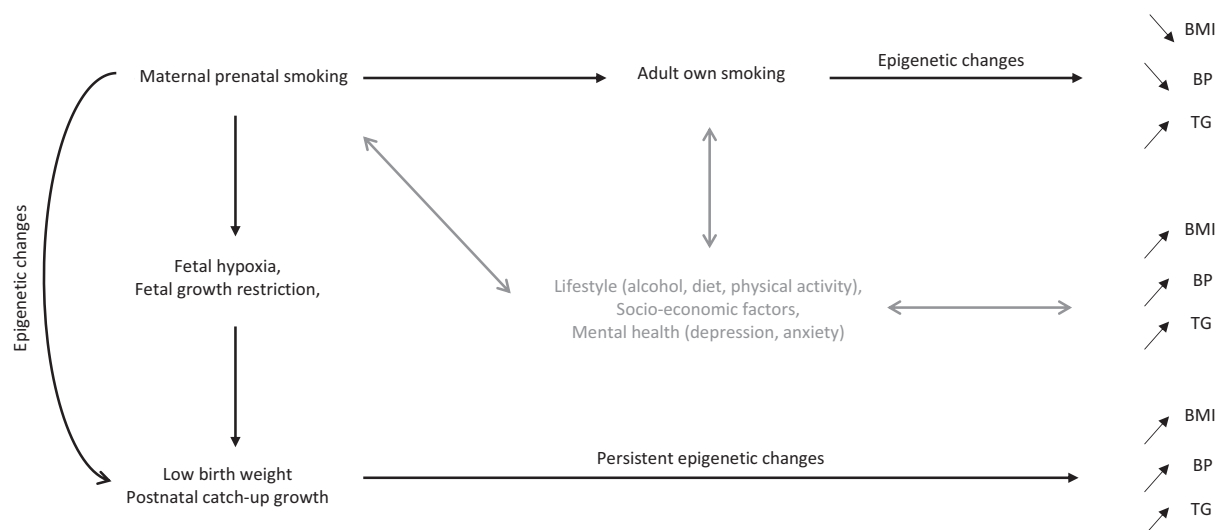 BMI
Maternal prenatal smoking
Adult own smoking
Epigenetic changes
BP
TG
Epigenetic changes
Fetal hypoxia,
Fetal growth restriction,
Lifestyle (alcohol, diet, physical activity),
Socio-economic factors,
Mental health (depression, anxiety)
BMI
BP
TG
Low birth weight
Postnatal catch-up growth
Persistent epigenetic changes
BMI
BP
TG